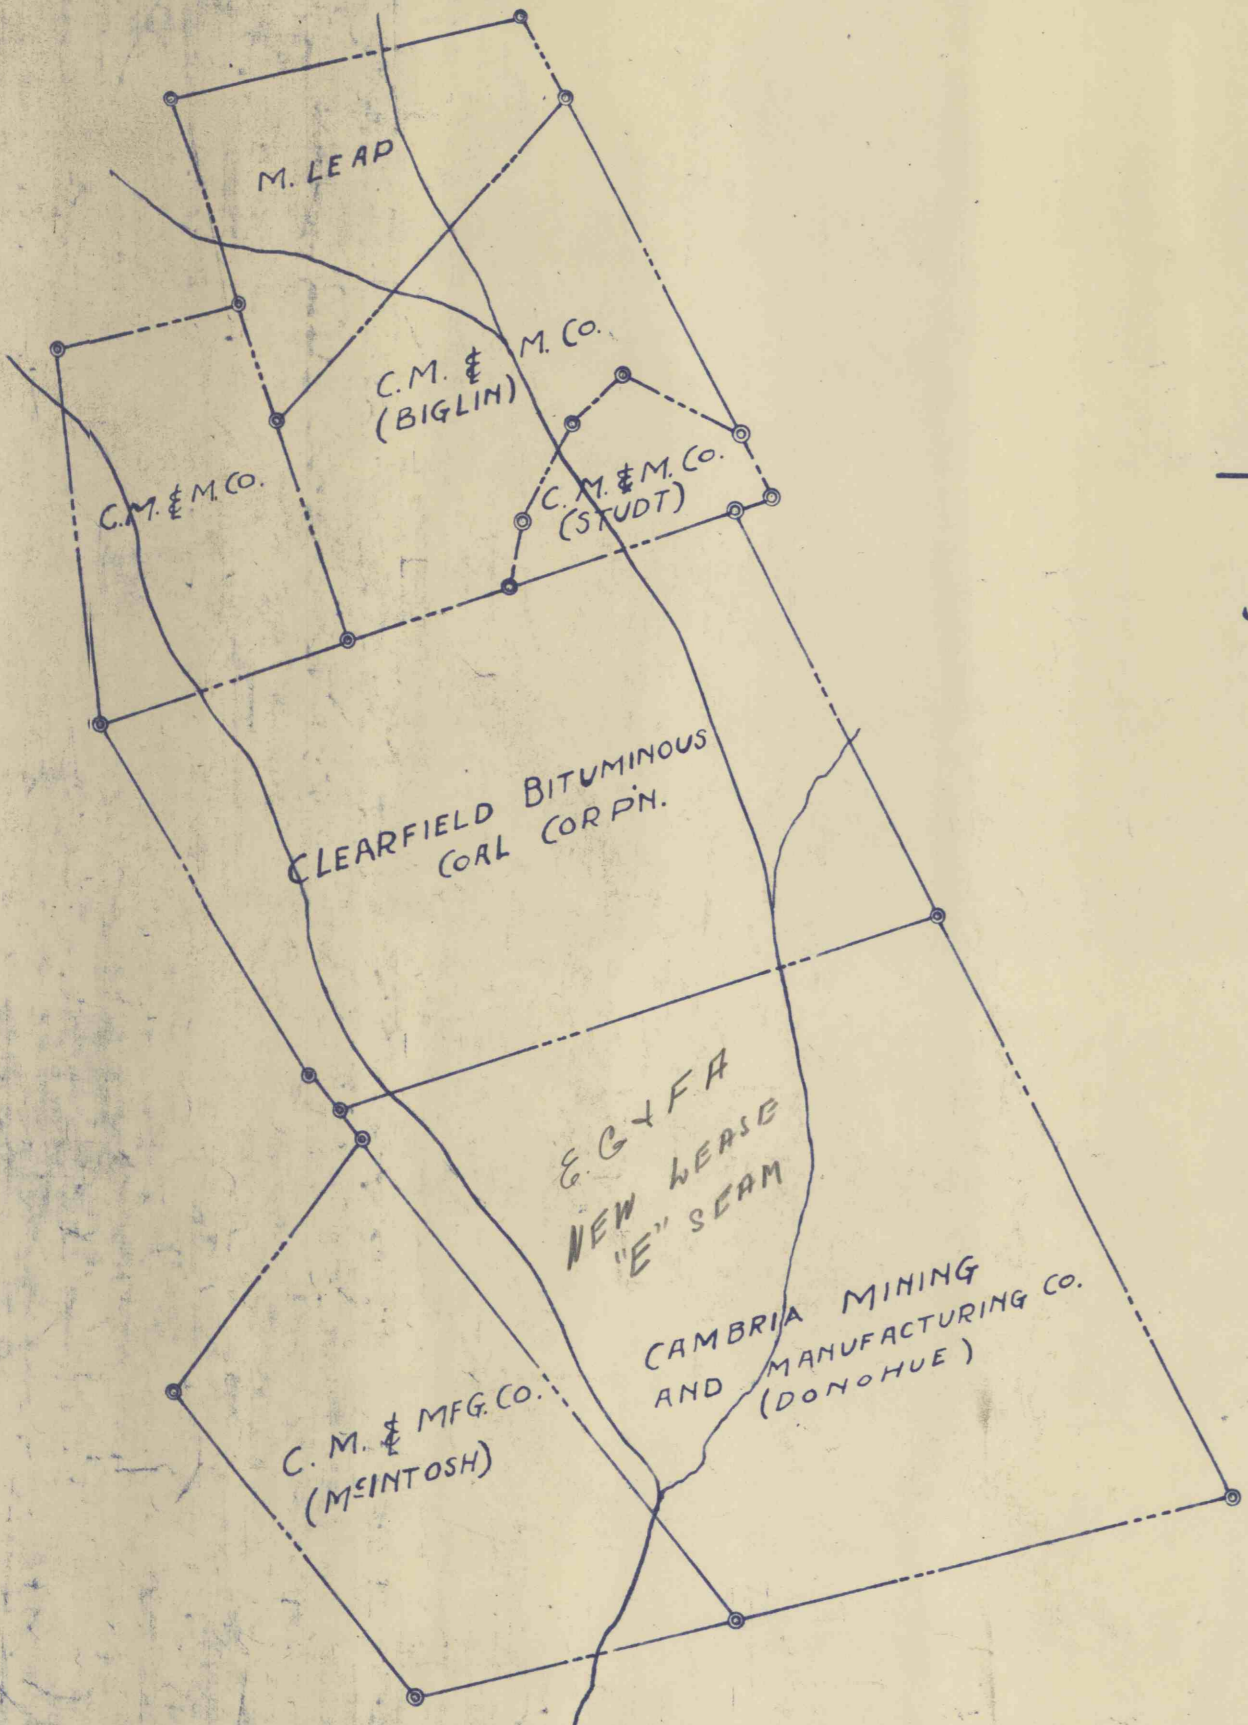 M. LEAP
C.M. & M. CO.
(BIGLIN)
C.M. & M. CO.
C. M. & M. CO.
(STUDT)
CLEARFIELD BITUMINOUS
COAL CORP'N.
E. G & F A
NEW LEASE
"E" SEAM
CAMBRIA MINING
AND MANUFACTURING CO.
(DONOHUE)
C. M. & MFG. CO.
(McINTOSH)